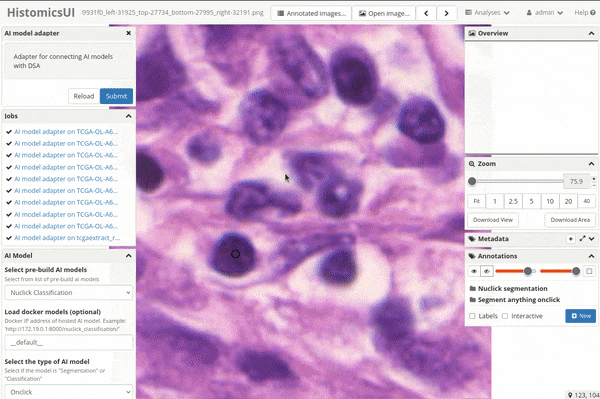 HistomicsUI
9931f0_left-31925_top-27734_bottom-27995_right-32191.png
Annotated images...
Open image...
Analyses
admin
Help
AI model adapter
Adapter for connecting AI models
with DSA
Reload
Submit
Jobs
AI model adapter on TCGA-OL-A6...
AI model adapter on TCGA-OL-A6...
AI model adapter on TCGA-OL-A6...
AI model adapter on TCGA-OL-A6...
AI model adapter on TCGA-OL-A6...
AI model adapter on TCGA-OL-A6...
AI model adapter on TCGA-OL-A6...
AI model adapter on TCGA-OL-A6...
AI model adapter on TCGA-OL-A6...
AI model adapter on tcgaextract_r...
AI Model
Select pre-build AI models
Select from list of pre-build ai models
Nuclick Classification
Load docker models (optional)
Docker IP address of hosted AI model. Example:
'http://172.19.0.1:8000/nuclick_classification/'
__default__
Select the type of AI model
Select if the model is "Segmentation" or
"Classification"
Onclick
Overview
Zoom
75.9
Fit
1
2.5
5
10
20
40
Download View
Download Area
Metadata
Annotations
Nuclick segmentation
Segment anything onclick
Labels
Interactive
New
123, 104